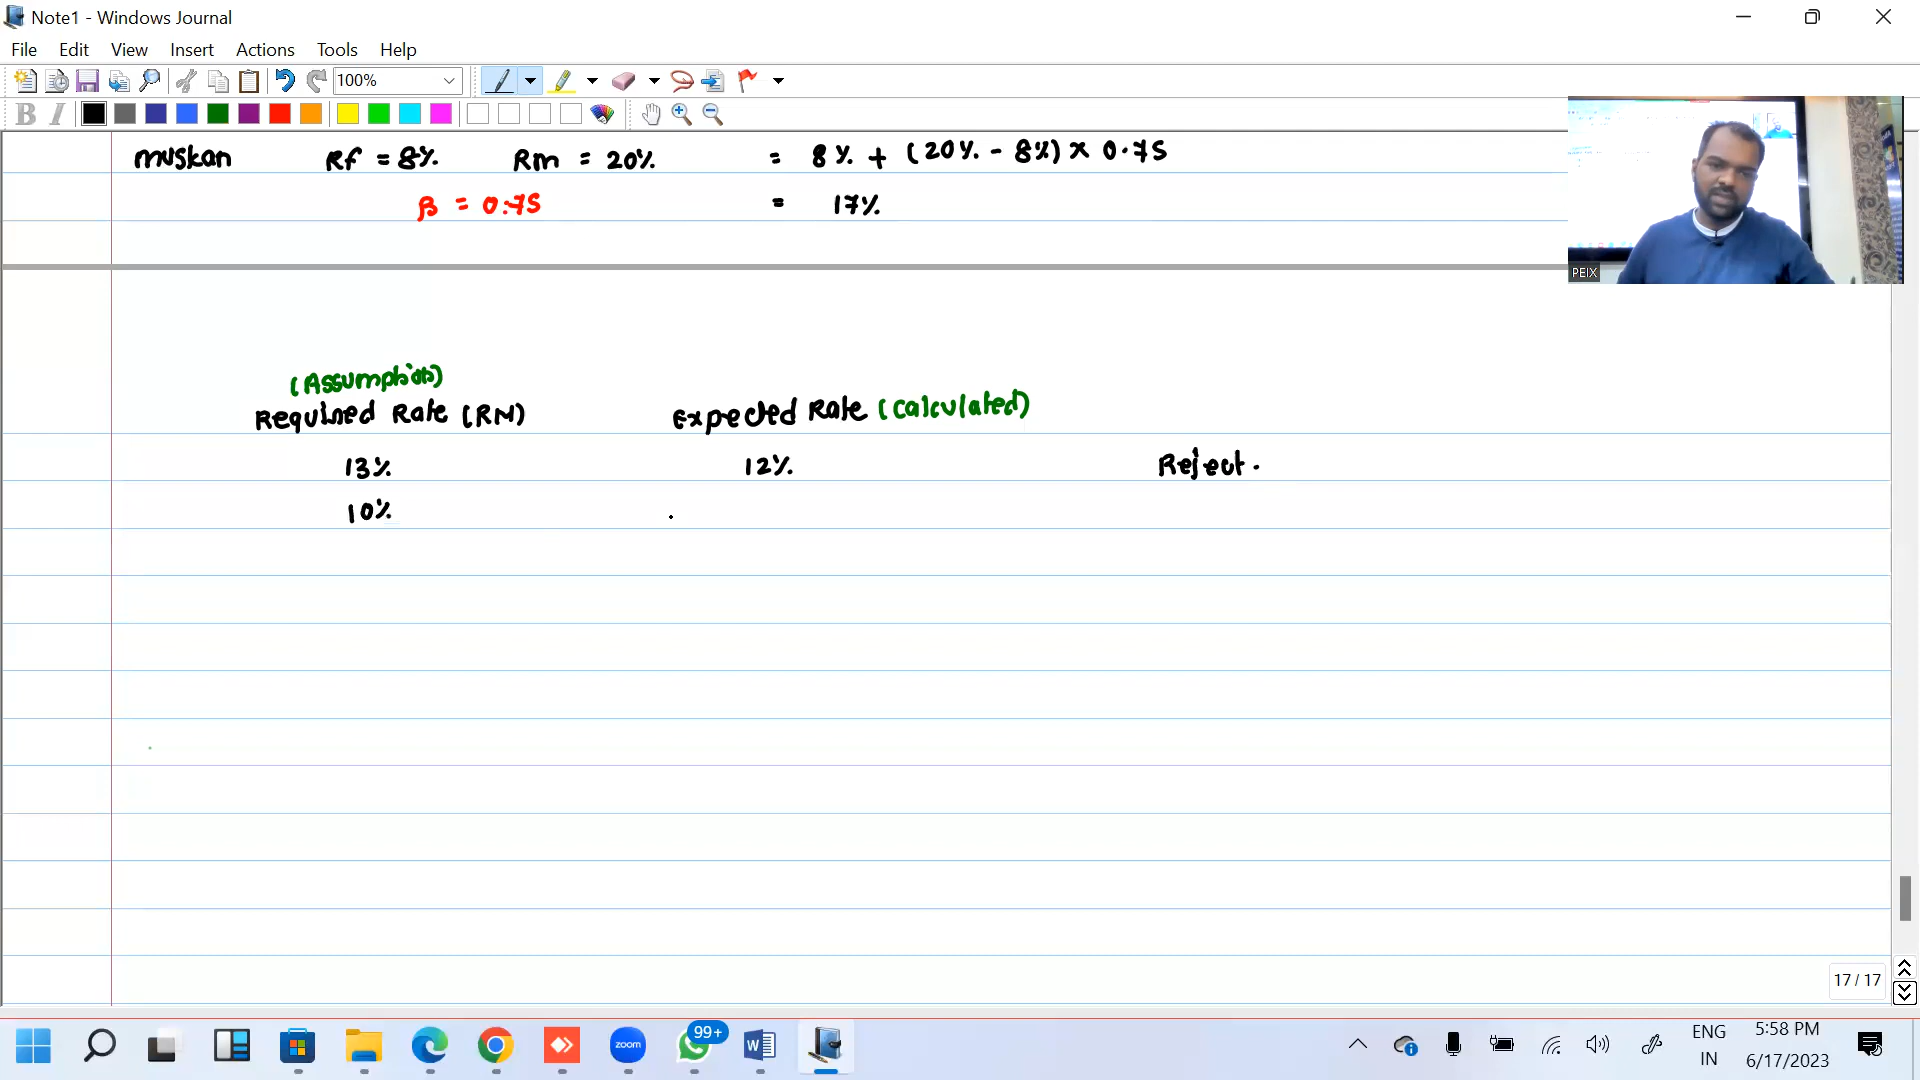 Note1 - Windows Journal
File Edit View Insert Actions Tools Help
100%
B I
muskan Rf = 8% Rm = 20% = 8% + (20% - 8%) × 0.75
β = 0.75 = 17%
PEIX
(Assumption)
Required Rate (RM) Expected Rate (calculated)
13% 12% Reject.
10%
17 / 17
zoom
99+
W
ENG
IN
5:58 PM
6/17/2023